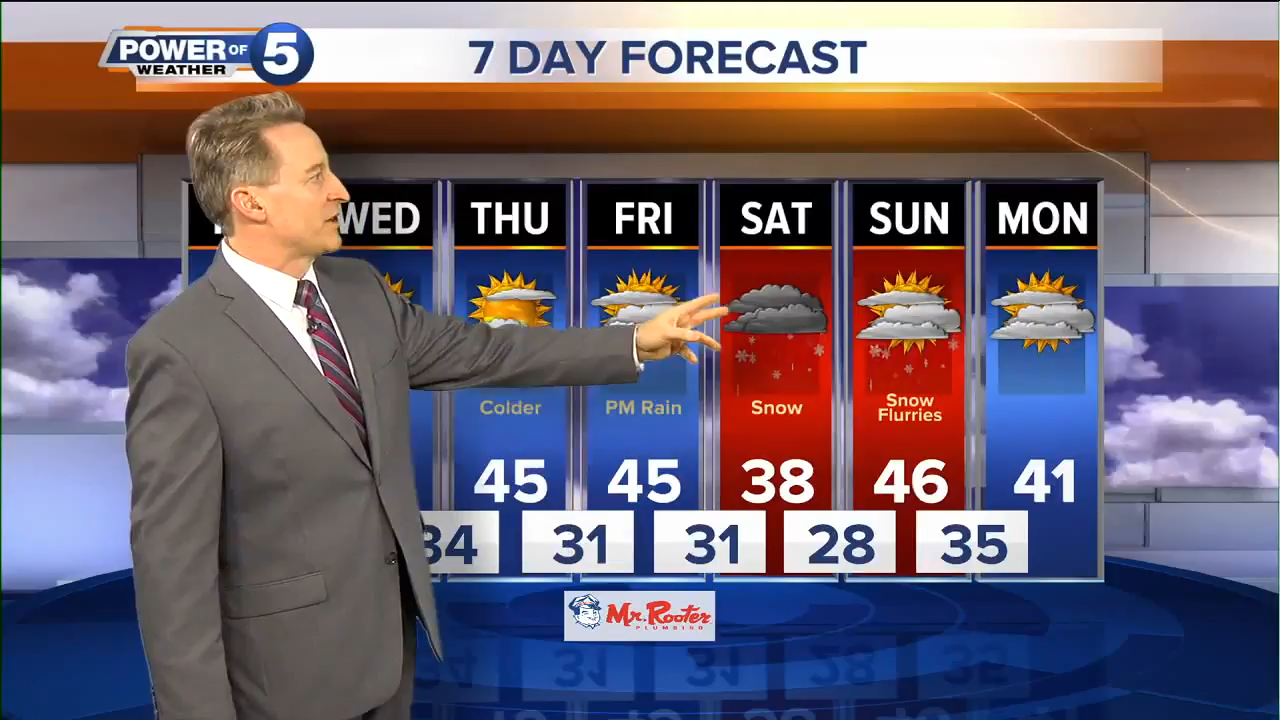 POWER OF 5
WEATHER
7 DAY FORECAST
WED THU FRI SAT SUN MON
Colder PM Rain Snow Snow Flurries
45 45 38 46 41
34 31 31 28 35
Mr. Rooter
PLUMBING